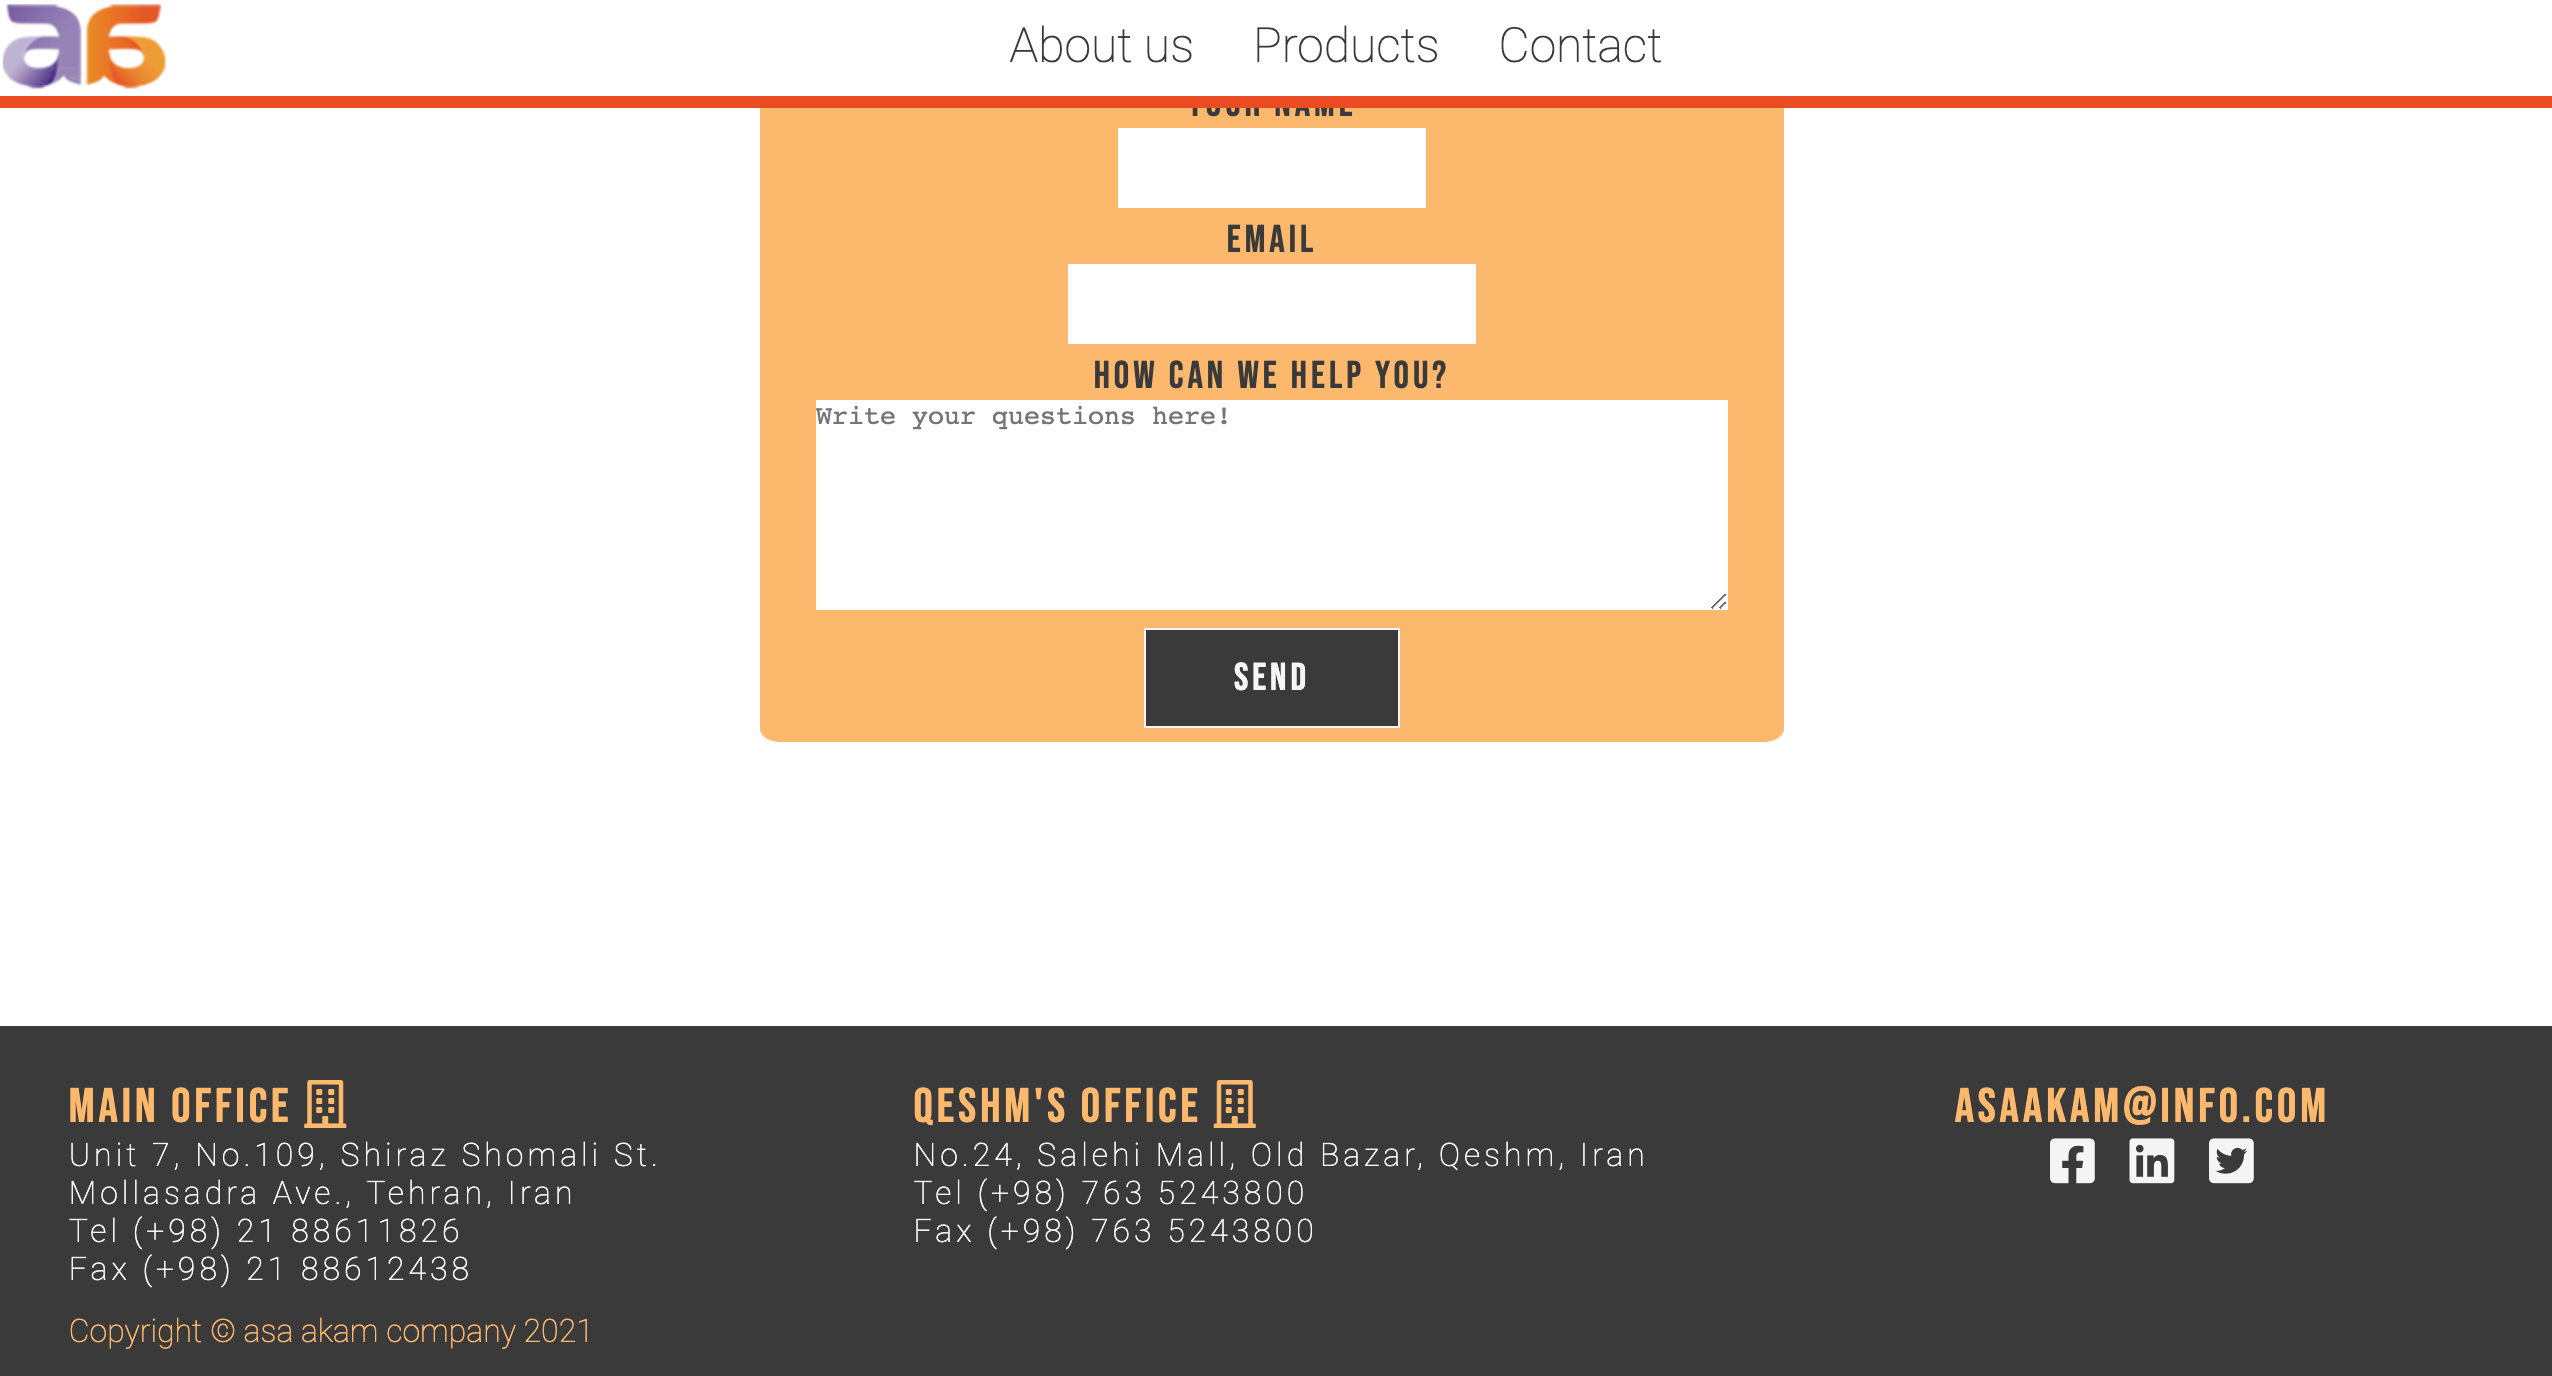 About us Products Contact
YOUR NAME
EMAIL
HOW CAN WE HELP YOU?
Write your questions here!
SEND
MAIN OFFICE
Unit 7, No.109, Shiraz Shomali St.
Mollasadra Ave., Tehran, Iran
Tel (+98) 21 88611826
Fax (+98) 21 88612438
Copyright © asa akam company 2021
QESHM'S OFFICE
No.24, Salehi Mall, Old Bazar, Qeshm, Iran
Tel (+98) 763 5243800
Fax (+98) 763 5243800
ASAAKAM@INFO.COM